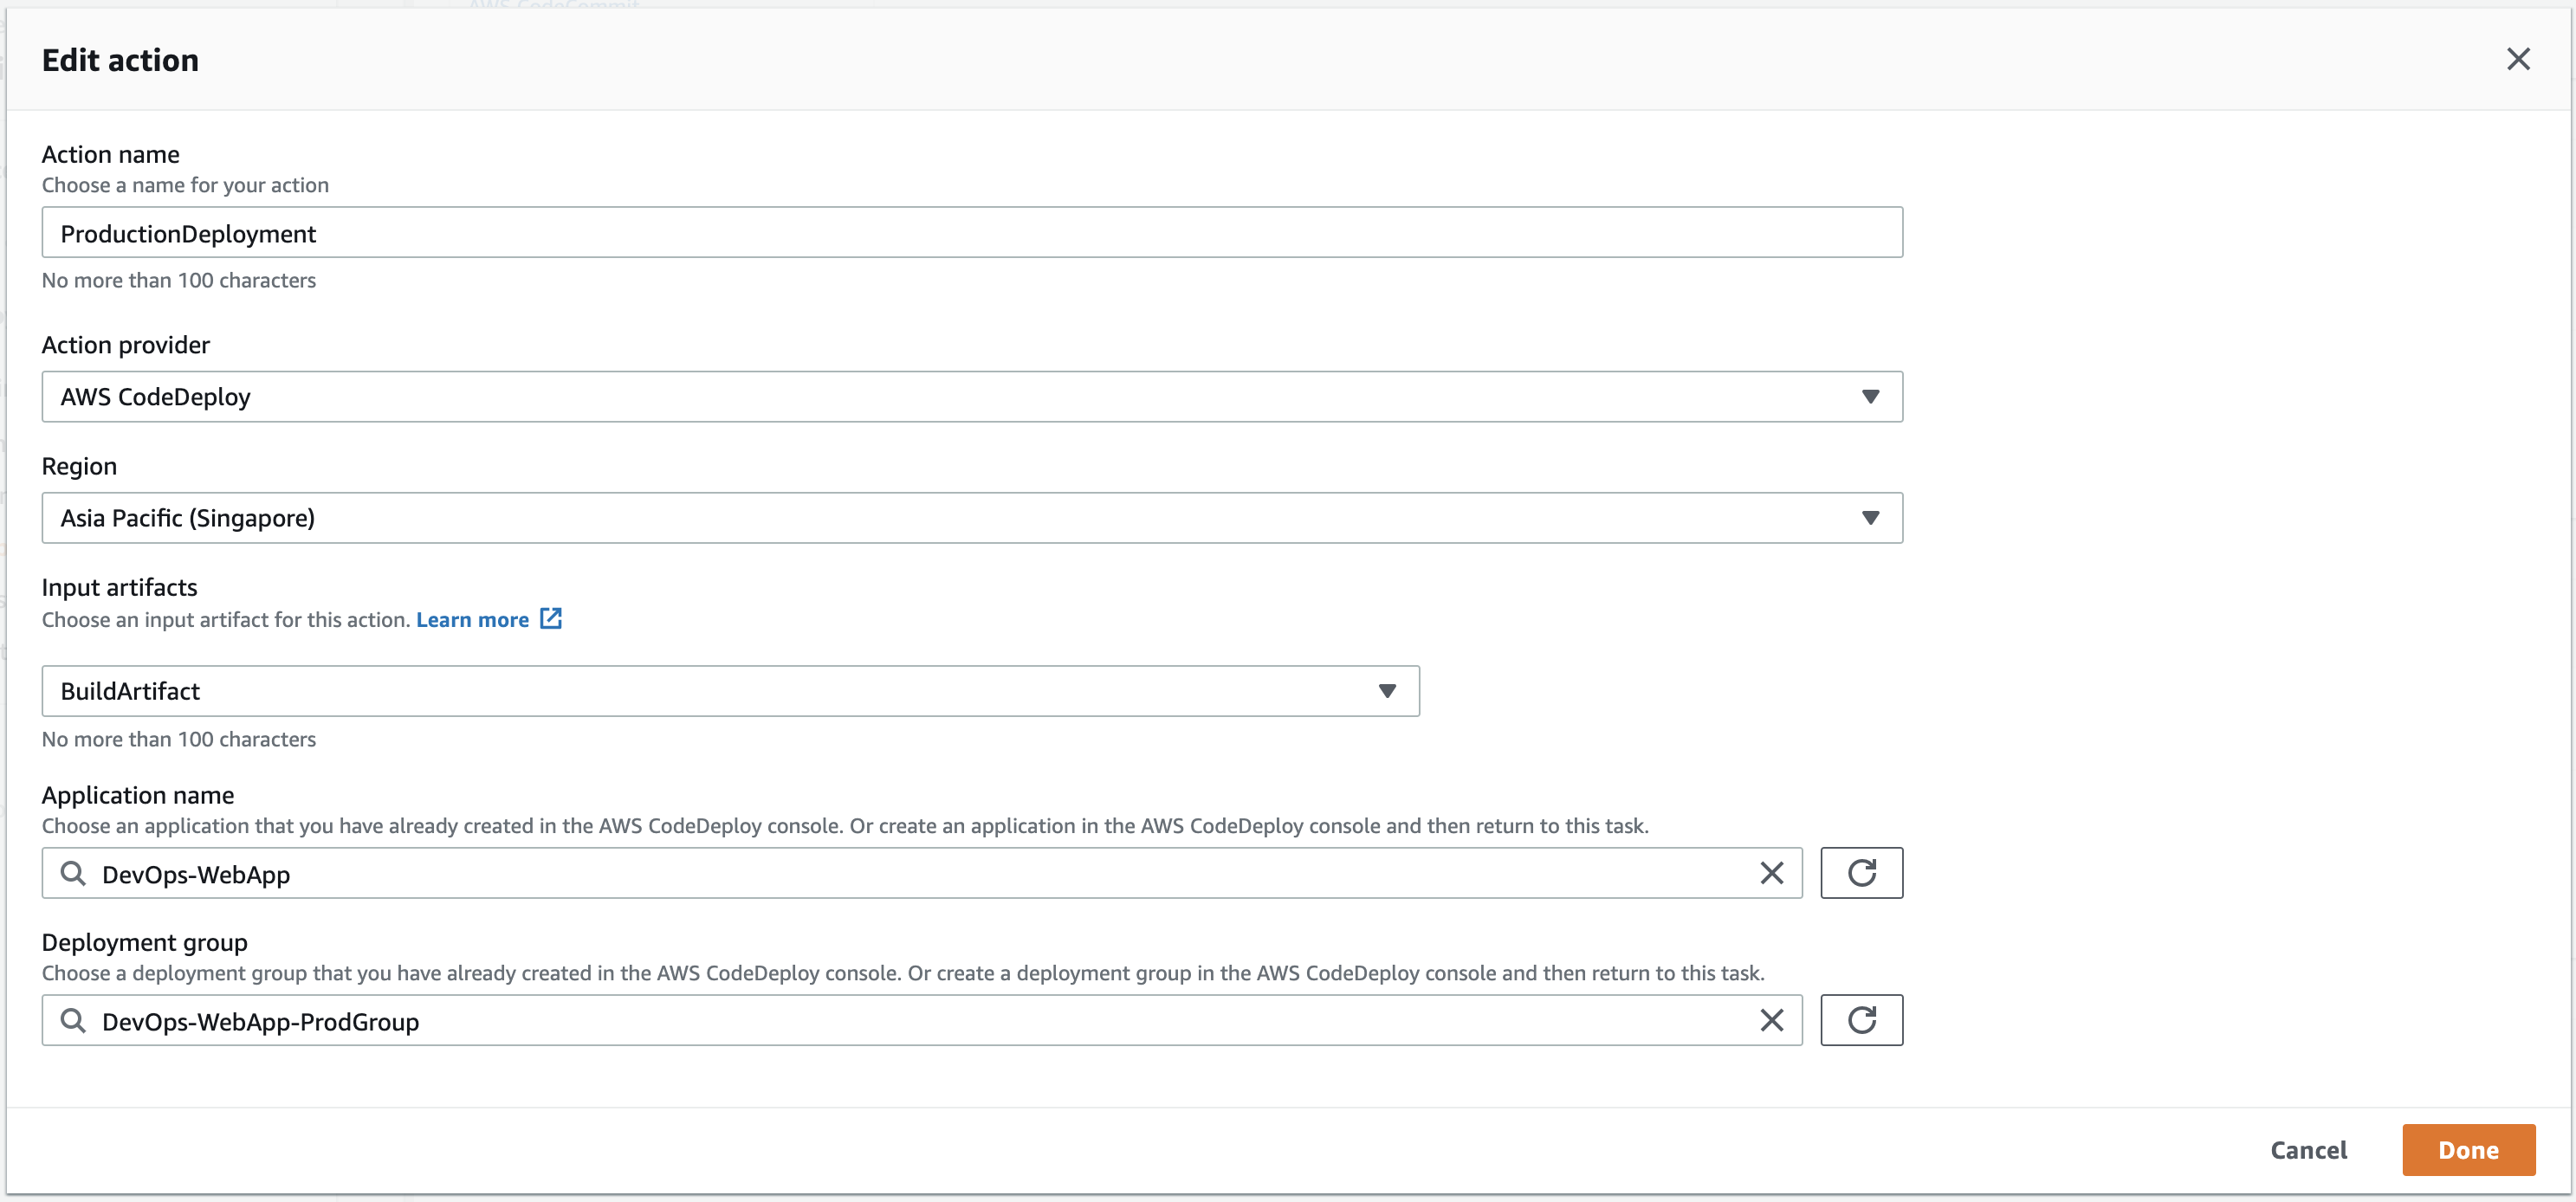 AWS CodeCommit
Edit action
Action name
Choose a name for your action
ProductionDeployment
No more than 100 characters
Action provider
AWS CodeDeploy
Region
Asia Pacific (Singapore)
Input artifacts
Choose an input artifact for this action. Learn more
BuildArtifact
No more than 100 characters
Application name
Choose an application that you have already created in the AWS CodeDeploy console. Or create an application in the AWS CodeDeploy console and then return to this task.
DevOps-WebApp
Deployment group
Choose a deployment group that you have already created in the AWS CodeDeploy console. Or create a deployment group in the AWS CodeDeploy console and then return to this task.
DevOps-WebApp-ProdGroup
Cancel
Done